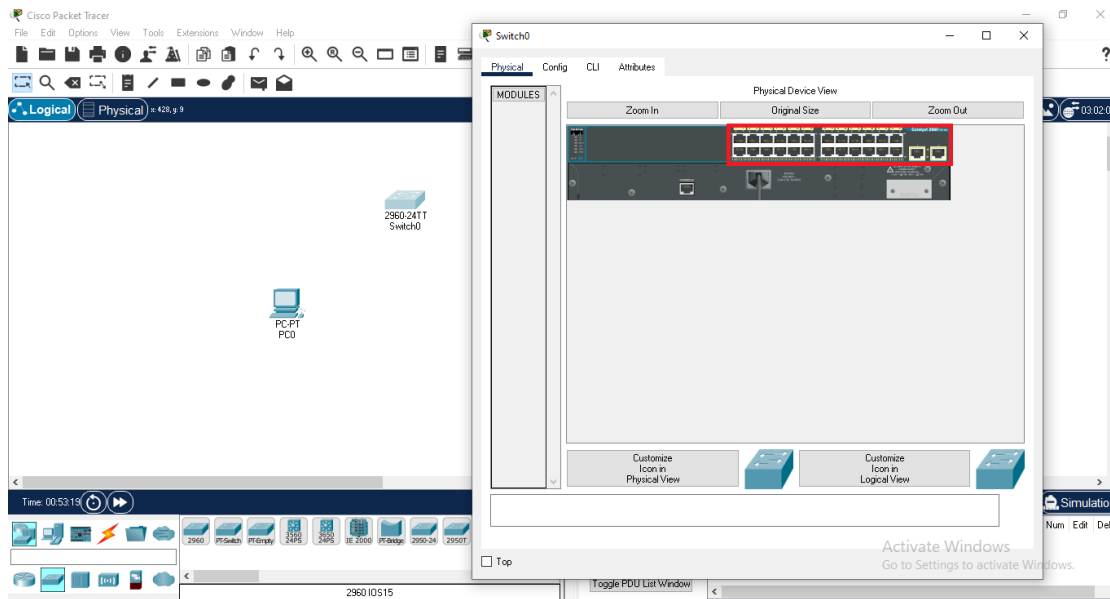 Cisco Packet Tracer
File Edit Options View Tools Extensions Window Help
Logical Physical x: 428, y: 9
2960-24TT
Switch0
PC-PT
PC0
Time: 00:53:19
2960 PT-Switch PT-Empty 3560 24PS 3650 24PS IE 2000 PT-Bridge 2950-24 2950T
2960 IOS15
Switch0
Physical Config CLI Attributes
MODULES
Physical Device View
Zoom In Original Size Zoom Out
Customize
Icon in
Physical View
Customize
Icon in
Logical View
Top
?
03:02:0
Simulatio
Num Edit Del
Toggle PDU List Window
Activate Windows
Go to Settings to activate Windows.